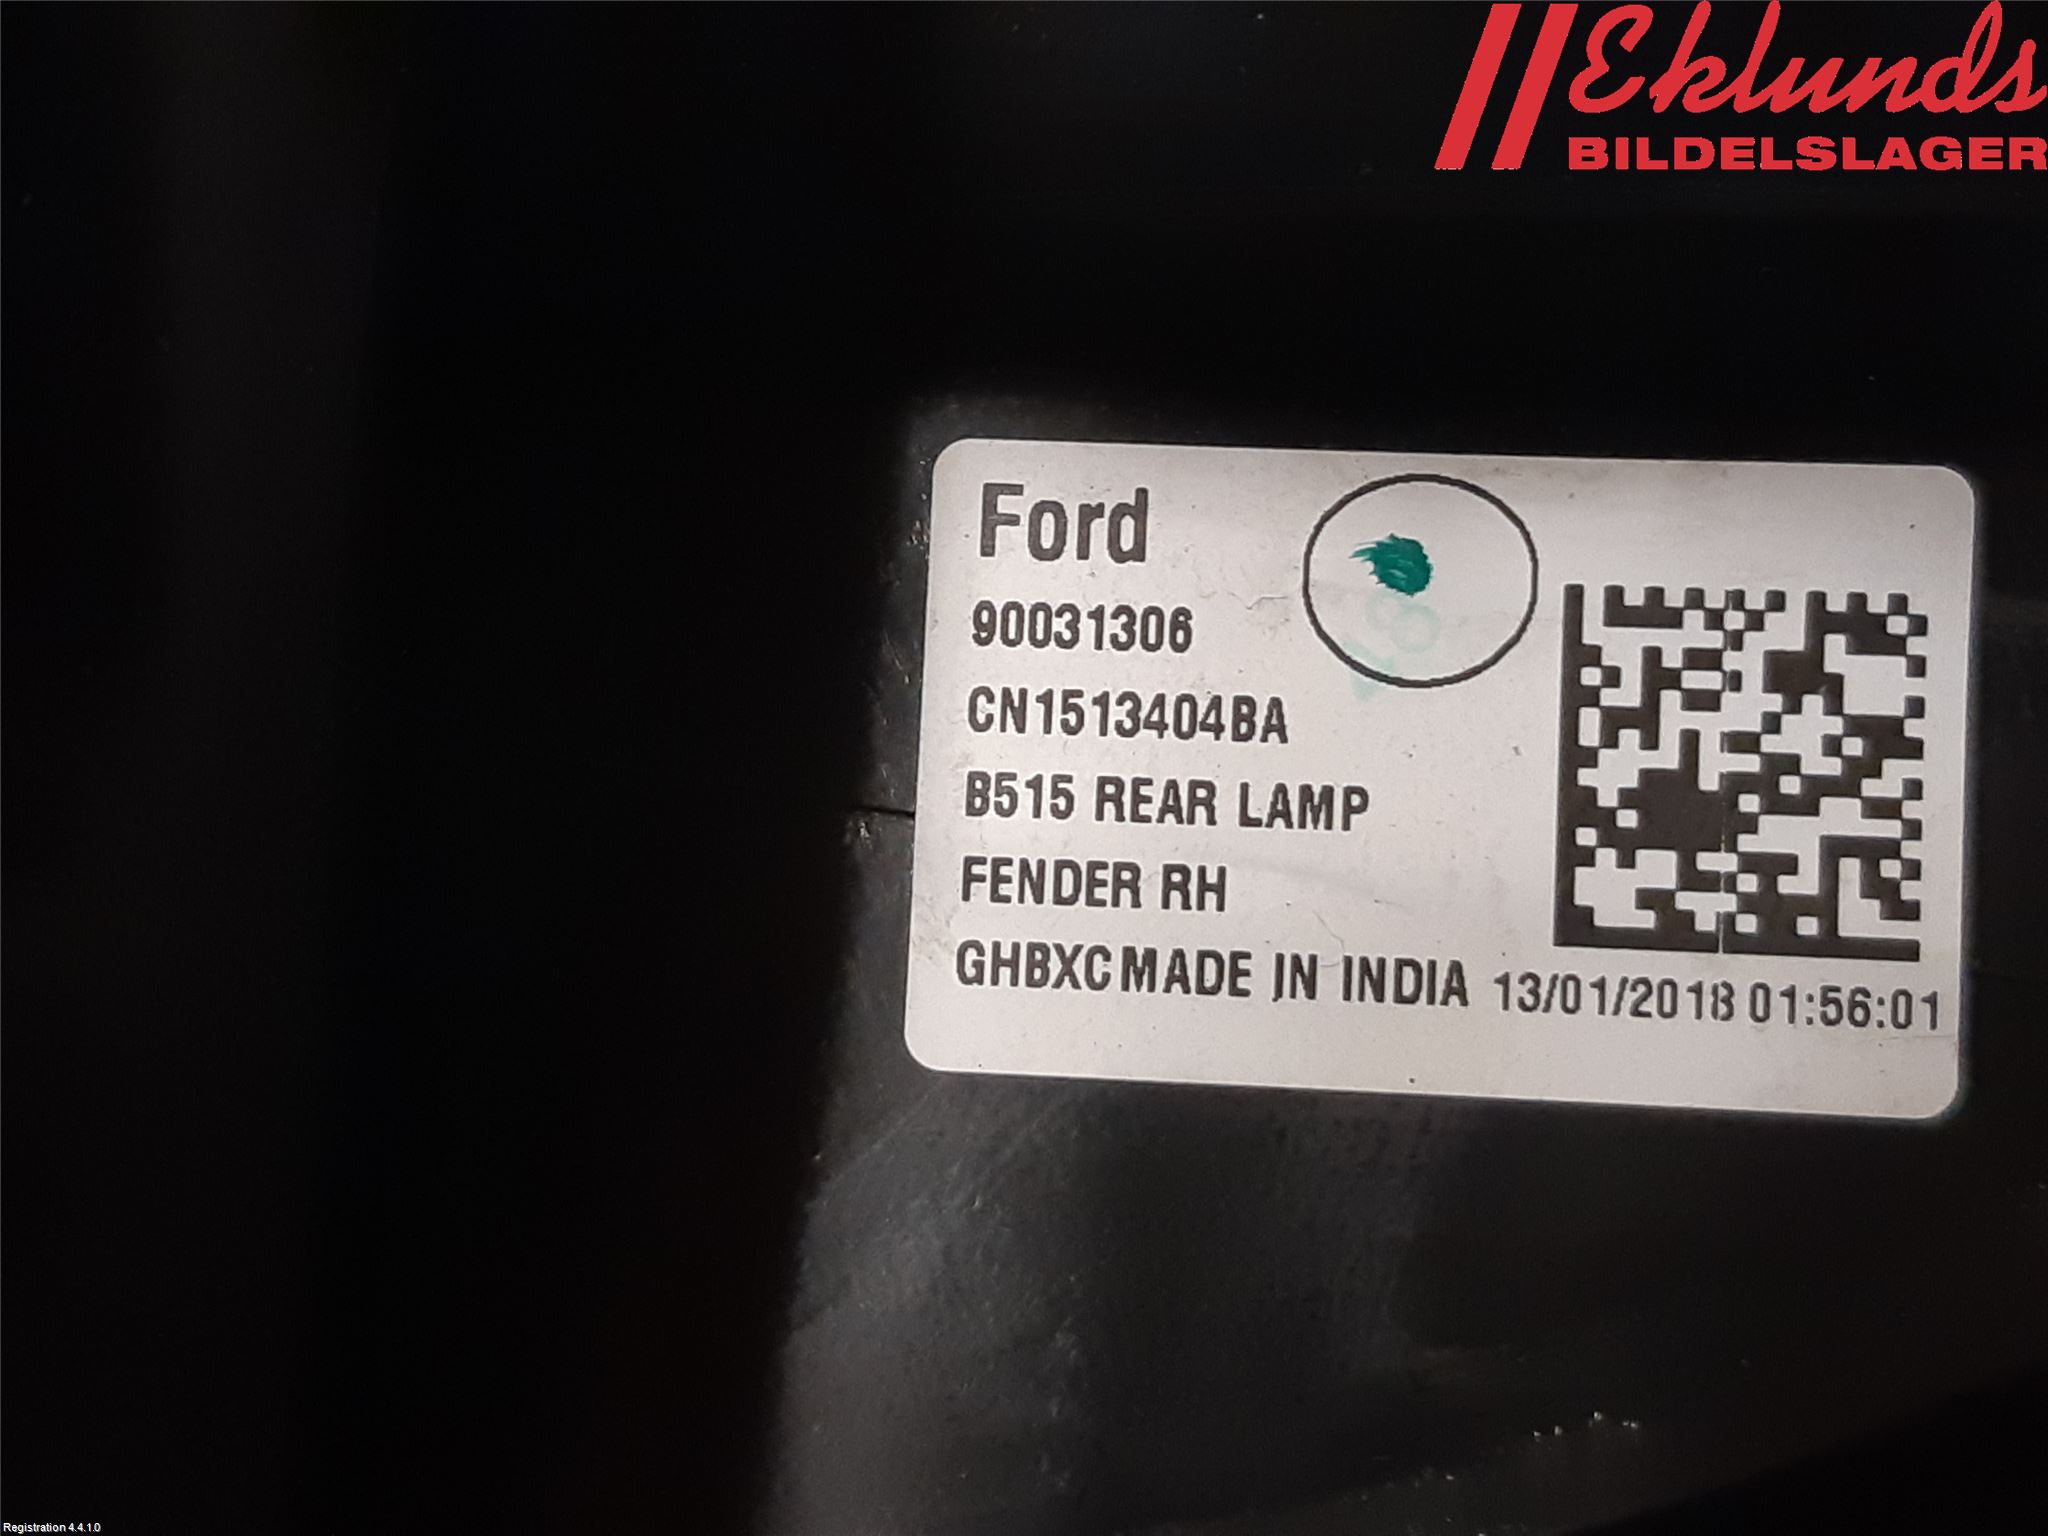 Eklunds
BILDELSLAGER
Ford
90031306
CN1513404BA
B515 REAR LAMP
FENDER RH
GHBXC MADE IN INDIA 13/01/2018 01:56:01
Registration 4.4.1.0